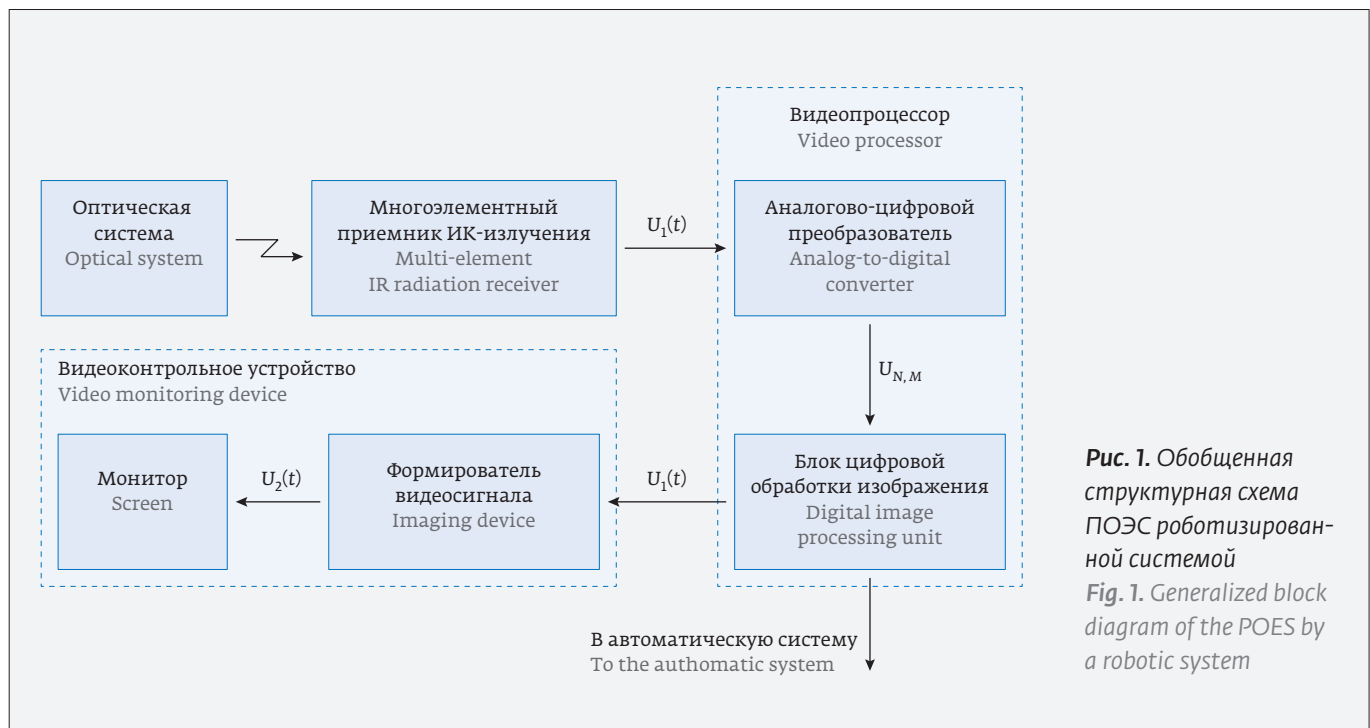 Видеопроцессор
Video processor
Оптическая
система
Optical system
Многоэлементный
приемник ИК-излучения
Multi-element
IR radiation receiver
U1(t)
Аналогово-цифровой
преобразователь
Analog-to-digital
converter
UN, M
Видеоконтрольное устройство
Video monitoring device
Монитор
Screen
U2(t)
Формирователь
видеосигнала
Imaging device
U1(t)
Блок цифровой
обработки изображения
Digital image
processing unit
В автоматическую систему
To the authomatic system
Рис. 1. Обобщенная
структурная схема
ПОЭС роботизирован-
ной системой
Fig. 1. Generalized block
diagram of the POES by
a robotic system